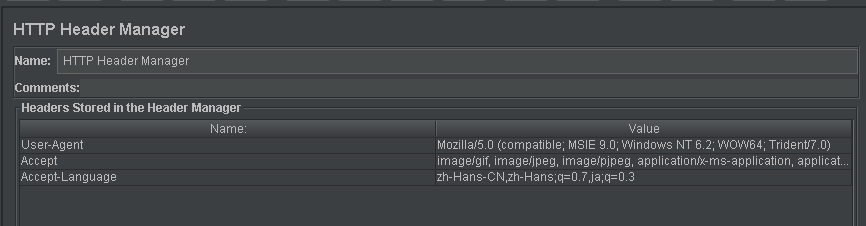 HTTP Header Manager
Name: HTTP Header Manager
Comments:
Headers Stored in the Header Manager
Name: Value
User-Agent Mozilla/5.0 (compatible; MSIE 9.0; Windows NT 6.2; WOW64; Trident/7.0)
Accept image/gif, image/jpeg, image/pjpeg, application/x-ms-application, applicat...
Accept-Language zh-Hans-CN,zh-Hans;q=0.7,ja;q=0.3